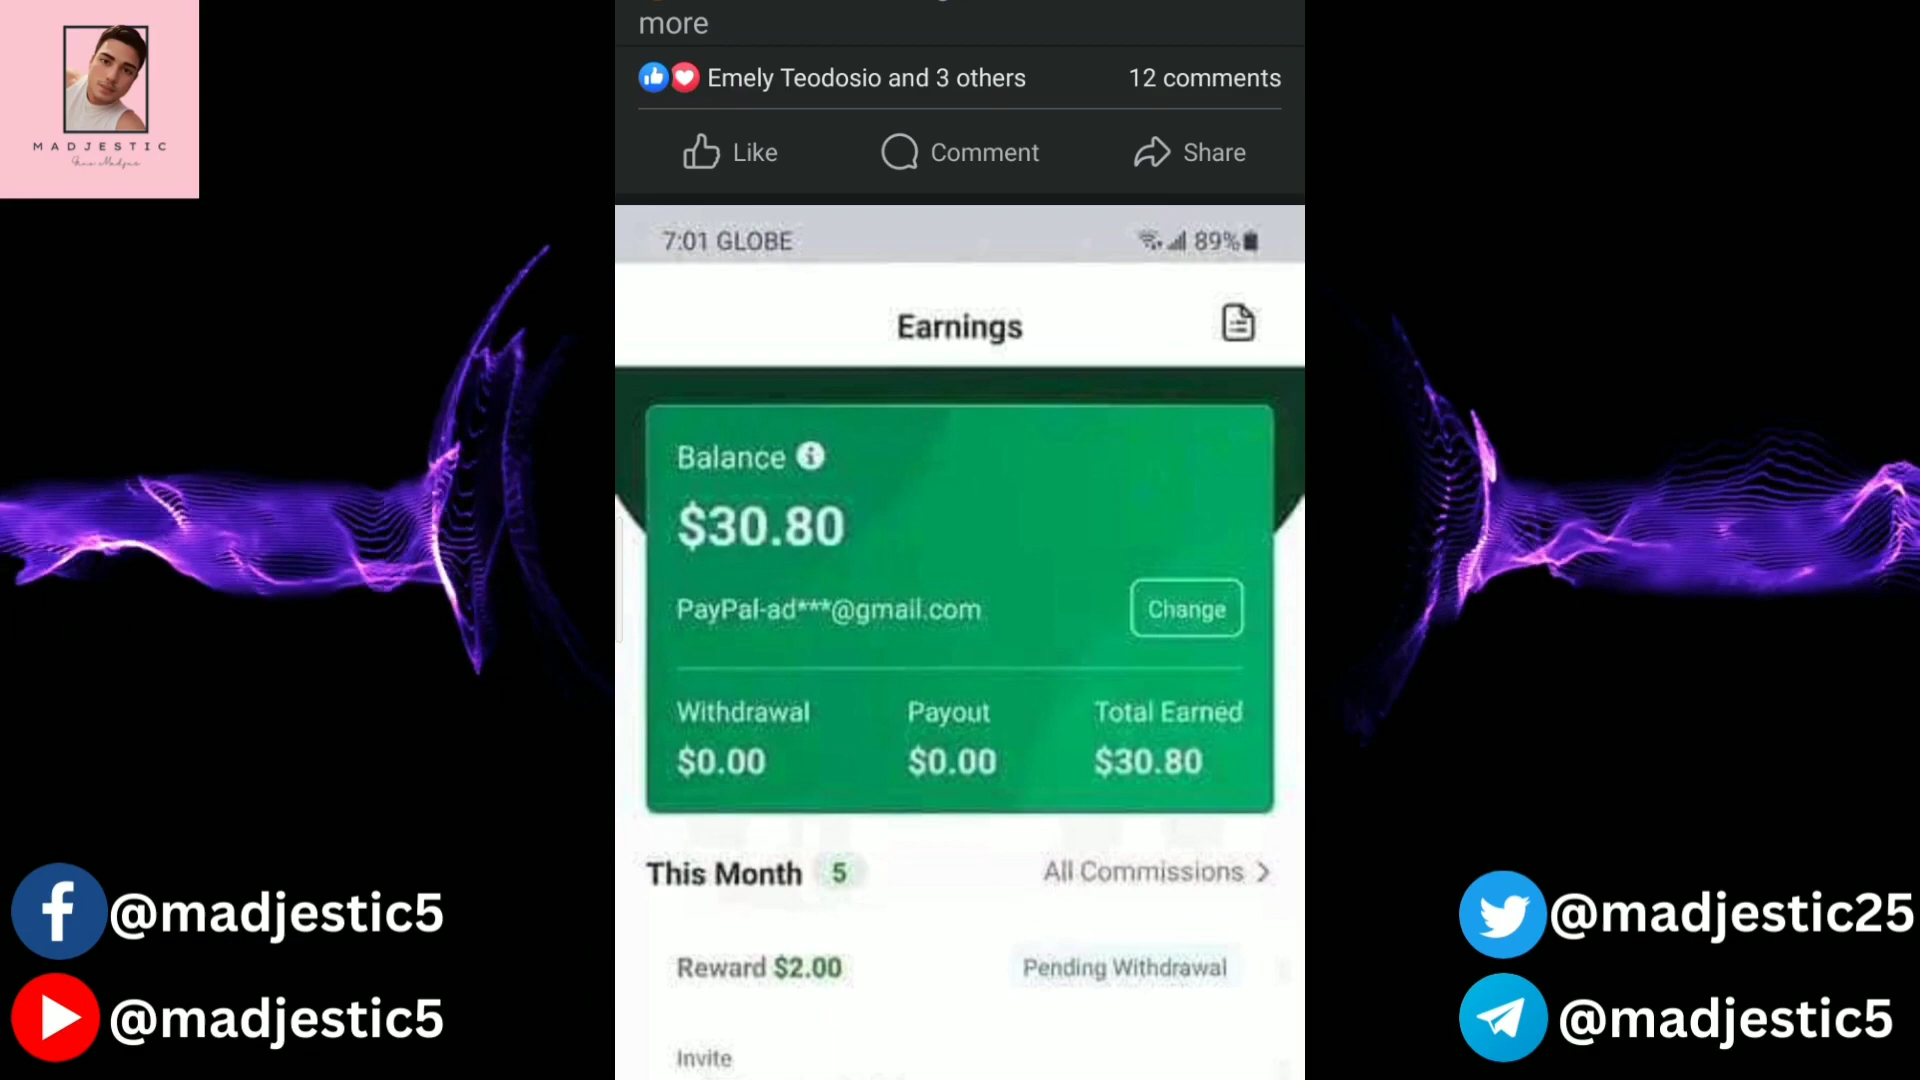 MADJESTIC
more
Emely Teodosio and 3 others
12 comments
Like
Comment
Share
7:01 GLOBE
89%
Earnings
Balance
$30.80
PayPal-ad***@gmail.com
Change
Withdrawal
Payout
Total Earned
$0.00
$0.00
$30.80
This Month 5
All Commissions >
Reward $2.00
Pending Withdrawal
Invite
@madjestic5
@madjestic5
@madjestic25
@madjestic5